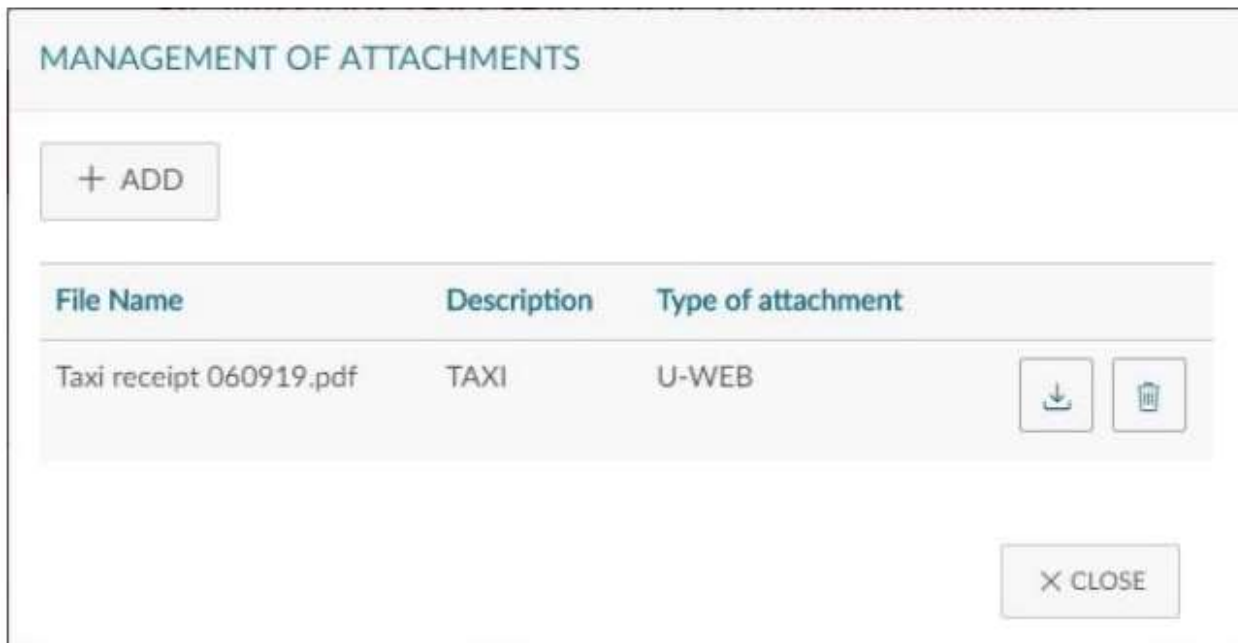 MANAGEMENT OF ATTACHMENTS
+ ADD
File Name Description Type of attachment
Taxi receipt 060919.pdf TAXI U-WEB
× CLOSE